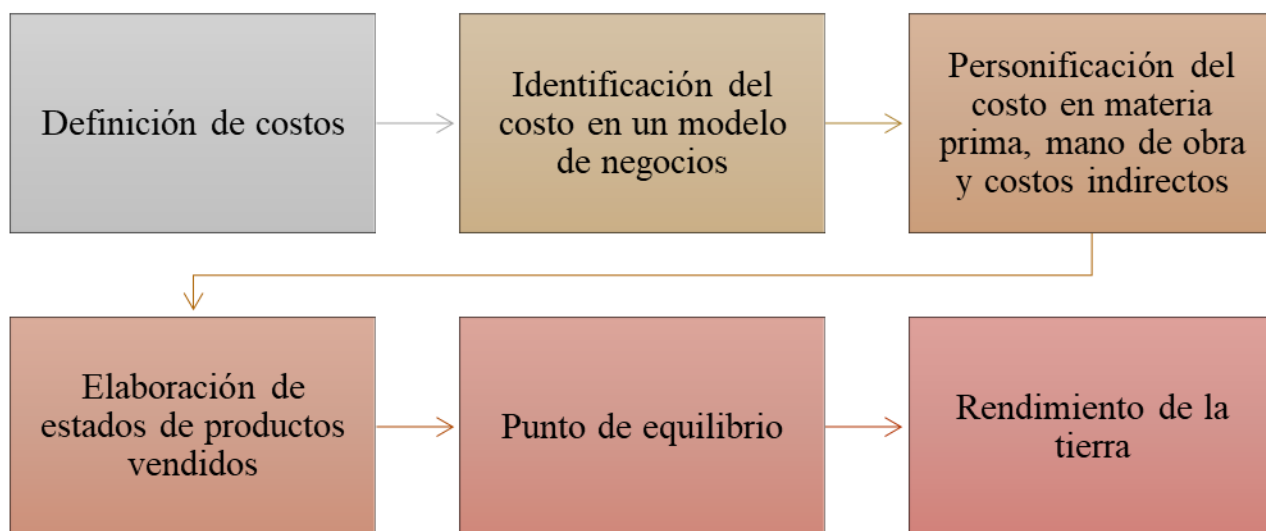 Definición de costos
Identificación del
costo en un modelo
de negocios
Personificación del
costo en materia
prima, mano de obra
y costos indirectos
Elaboración de
estados de productos
vendidos
Punto de equilibrio
Rendimiento de la
tierra